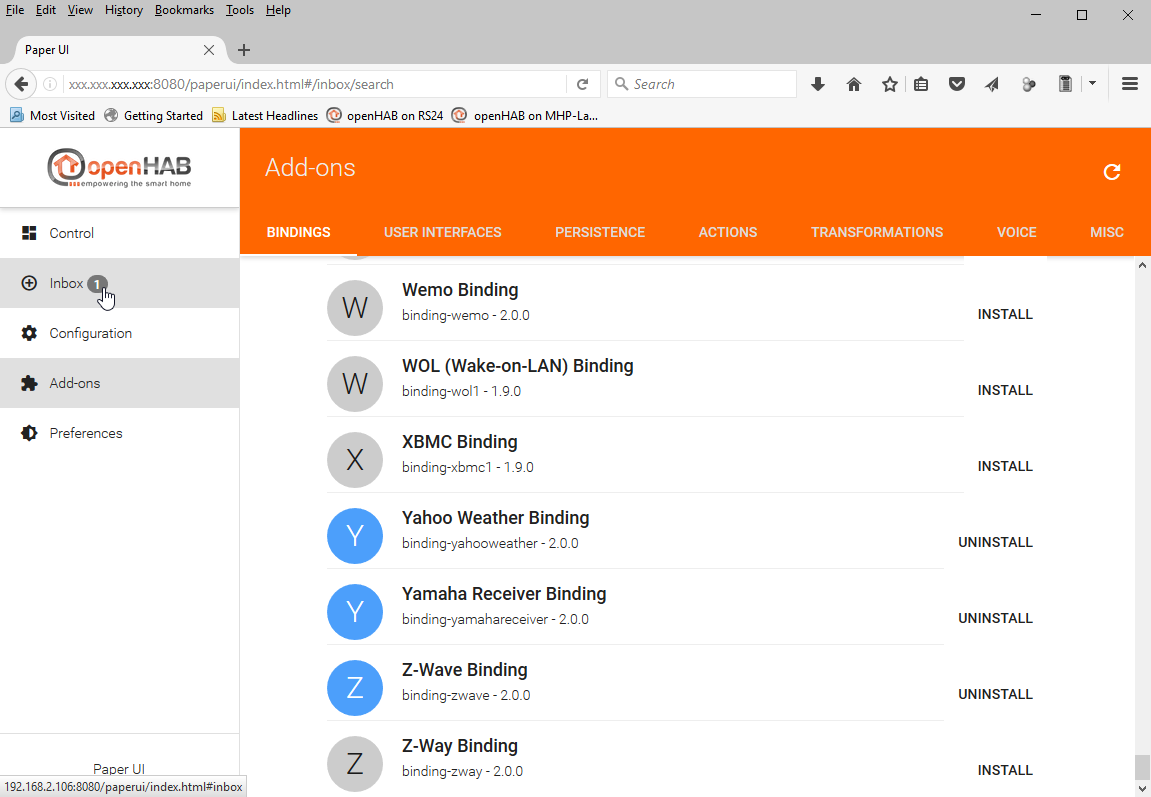 File Edit View History Bookmarks Tools Help
Paper UI
xxx.xxx.xxx.xxx:8080/paperui/index.html#/inbox/search
Search
Most Visited Getting Started Latest Headlines openHAB on RS24 openHAB on MHP-La...
openHAB
empowering the smart home
Add-ons
Control
Inbox 1
Configuration
Add-ons
Preferences
BINDINGS USER INTERFACES PERSISTENCE ACTIONS TRANSFORMATIONS VOICE MISC
W
Wemo Binding
binding-wemo - 2.0.0
INSTALL
W
WOL (Wake-on-LAN) Binding
binding-wol1 - 1.9.0
INSTALL
X
XBMC Binding
binding-xbmc1 - 1.9.0
INSTALL
Y
Yahoo Weather Binding
binding-yahooweather - 2.0.0
UNINSTALL
Y
Yamaha Receiver Binding
binding-yamahareceiver - 2.0.0
UNINSTALL
Z
Z-Wave Binding
binding-zwave - 2.0.0
UNINSTALL
Z
Z-Way Binding
binding-zway - 2.0.0
INSTALL
Paper UI
192.168.2.106:8080/paperui/index.html#inbox